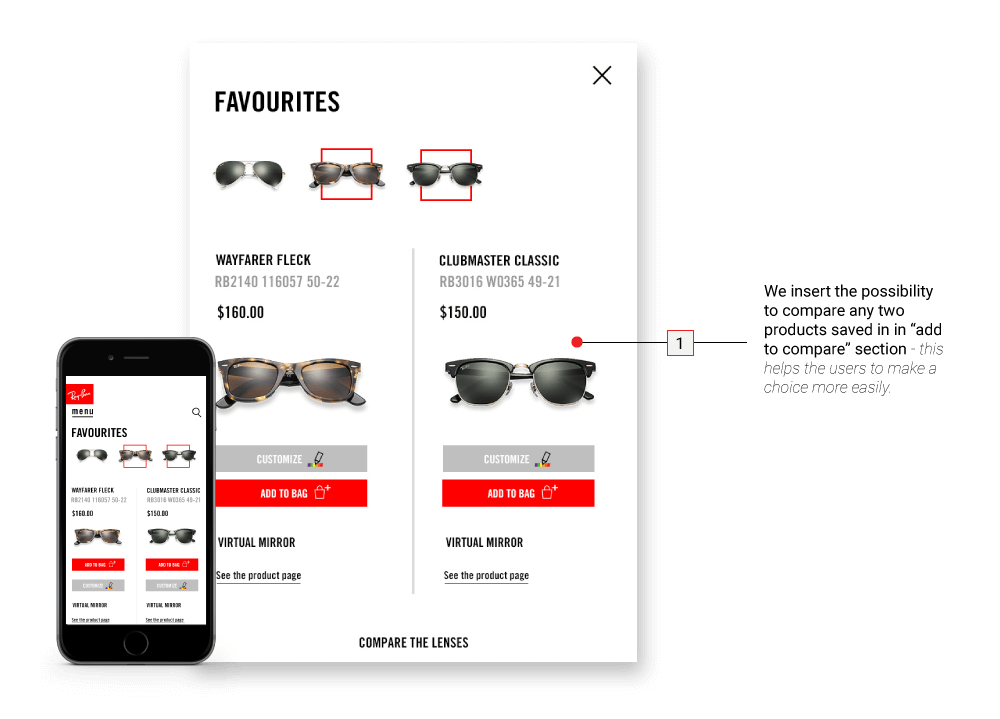 FAVOURITES
WAYFARER FLECK
RB2140 116057 50-22
$160.00
CLUBMASTER CLASSIC
RB3016 W0365 49-21
$150.00
CUSTOMIZE
CUSTOMIZE
ADD TO BAG
ADD TO BAG
VIRTUAL MIRROR
VIRTUAL MIRROR
See the product page
See the product page
COMPARE THE LENSES
1
We insert the possibility
to compare any two
products saved in in “add
to compare” section - this
helps the users to make a
choice more easily.
Ray-Ban
menu
FAVOURITES
WAYFARER FLECK
RB2140 116057 50-22
$160.00
CLUBMASTER CLASSIC
RB3016 W0365 49-21
$150.00
ADD TO BAG
ADD TO BAG
CUSTOMIZE
CUSTOMIZE
VIRTUAL MIRROR
VIRTUAL MIRROR
See the product page
See the product page